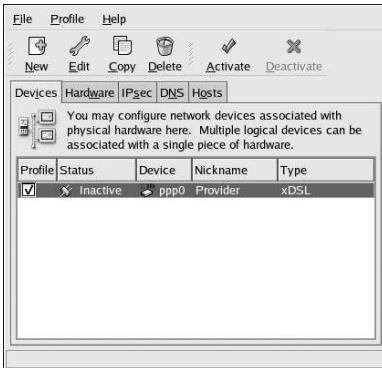 File Profile Help
New Edit Copy Delete Activate Deactivate
Devices Hardware IPsec DNS Hosts
You may configure network devices associated with
physical hardware here. Multiple logical devices can be
associated with a single piece of hardware.
Profile Status Device Nickname Type
Inactive ppp0 Provider xDSL